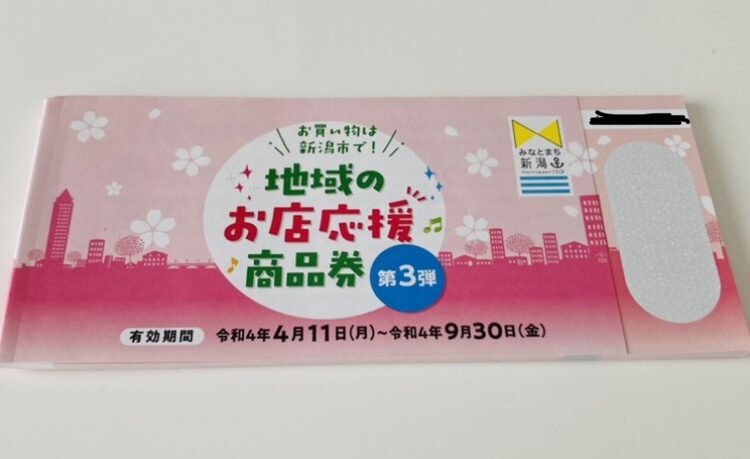 お買い物は
新潟市で!
地域の
お店応援
商品券
第3弾
みなとまち
新潟
有効期間 令和4年4月11日(月)~令和4年9月30日(金)